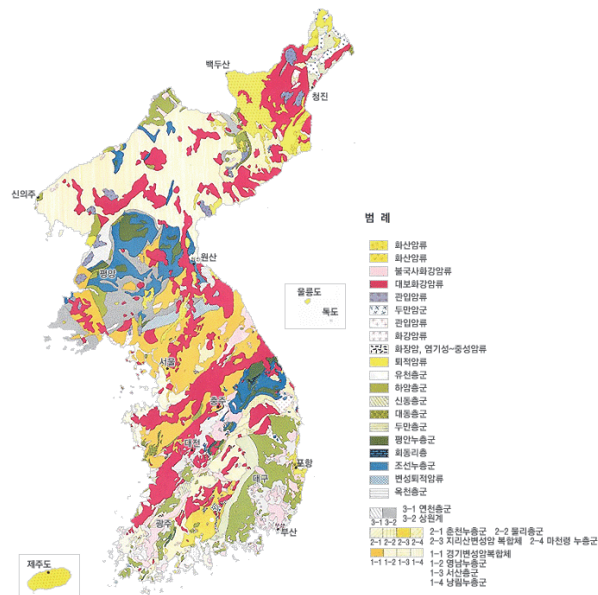 백두산
청진
신의주
원산
평양
울릉도
독도
서울
충주
대전
포항
대구
광주
부산
제주도
범 례
화산암류
화산암류
불국사화강암류
대보화강암류
관입암류
두만암군
관입암류
화강암류
화장암, 염기성-중성암류
퇴적암류
유천층군
하암층군
신동층군
대동층군
두만층군
평안누층군
회동리층
조선누층군
변성퇴적암류
옥천층군
3-1 3-2
3-1 연천층군
3-2 상원계
2-1 2-2 2-3 2-4
2-1 춘천누층군 2-2 물리층군
2-3 지리산변성암 복합체 2-4 마천령 누층군
1-1 1-2 1-3 1-4
1-1 경기변성암복합체
1-2 영남누층군
1-3 서산층군
1-4 낭림누층군